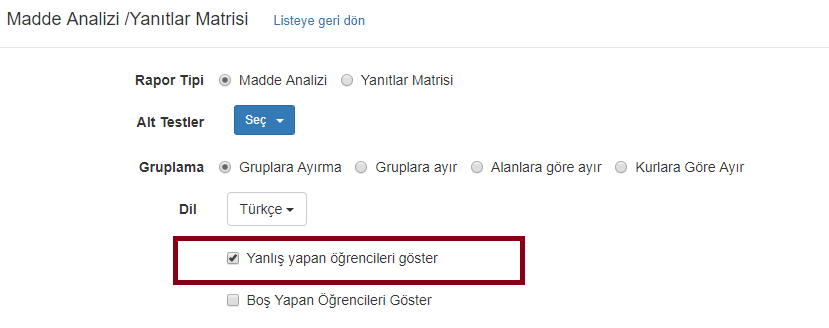 Madde Analizi /Yanıtlar Matrisi Listeye geri dön
Rapor Tipi Madde Analizi Yanıtlar Matrisi
Alt Testler Seç
Gruplama Gruplara Ayırma Gruplara ayır Alanlara göre ayır Kurlara Göre Ayır
Dil Türkçe
Yanlış yapan öğrencileri göster
Boş Yapan Öğrencileri Göster